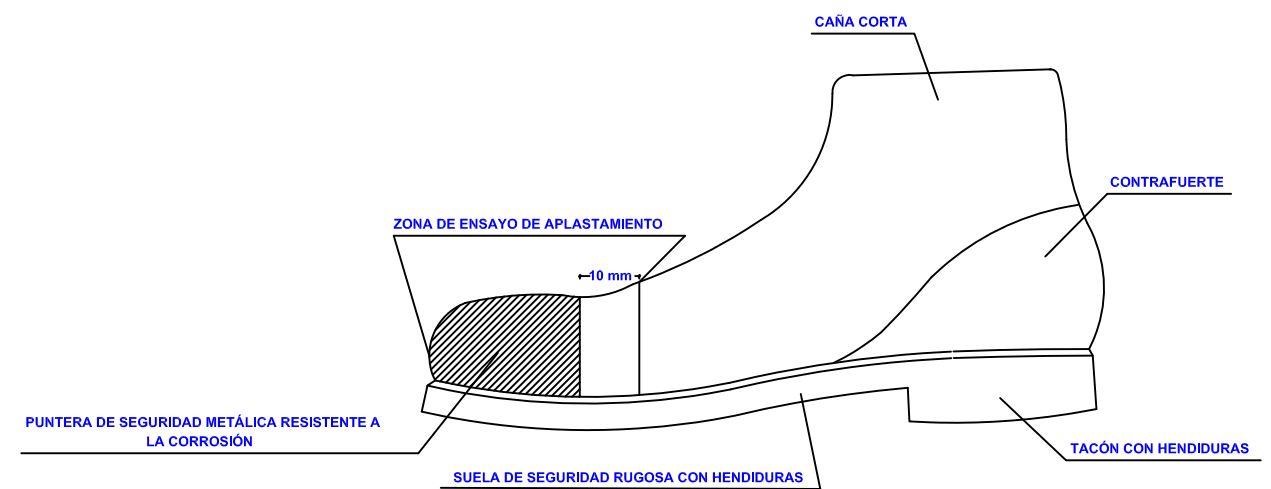 CAÑA CORTA
CONTRAFUERTE
ZONA DE ENSAYO DE APLASTAMIENTO
10 mm
PUNTERA DE SEGURIDAD METÁLICA RESISTENTE A
LA CORROSIÓN
TACÓN CON HENDIDURAS
SUELA DE SEGURIDAD RUGOSA CON HENDIDURAS